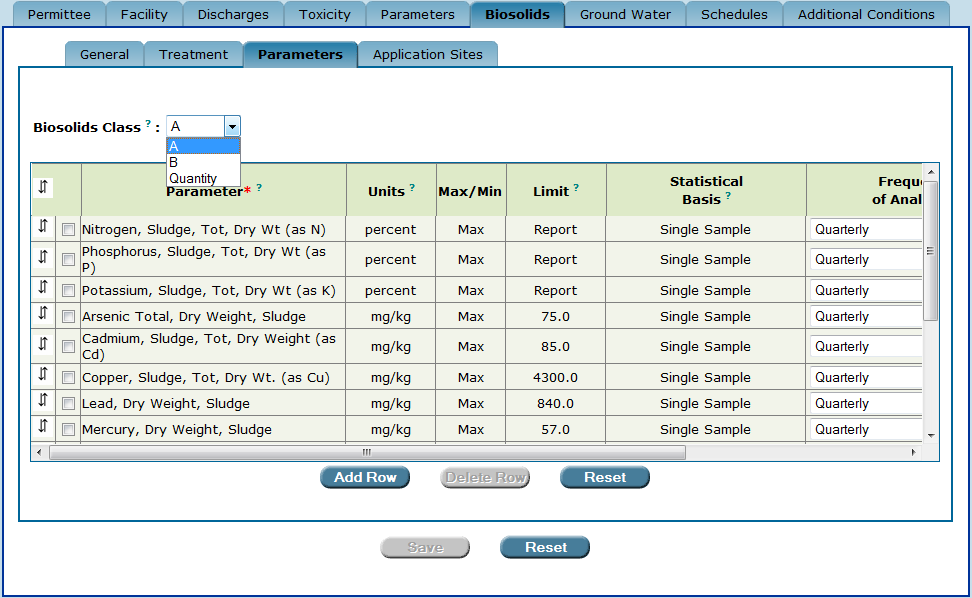 Permittee Facility Discharges Toxicity Parameters Biosolids Ground Water Schedules Additional Conditions
General Treatment Parameters Application Sites
Biosolids Class ? : A
A
B
Quantity
Parameter* ? Units ? Max/Min Limit ? Statistical Basis ? Freque of Anal
Nitrogen, Sludge, Tot, Dry Wt (as N) percent Max Report Single Sample Quarterly
Phosphorus, Sludge, Tot, Dry Wt (as P) percent Max Report Single Sample Quarterly
Potassium, Sludge, Tot, Dry Wt (as K) percent Max Report Single Sample Quarterly
Arsenic Total, Dry Weight, Sludge mg/kg Max 75.0 Single Sample Quarterly
Cadmium, Sludge, Tot, Dry Weight (as Cd) mg/kg Max 85.0 Single Sample Quarterly
Copper, Sludge, Tot, Dry Wt. (as Cu) mg/kg Max 4300.0 Single Sample Quarterly
Lead, Dry Weight, Sludge mg/kg Max 840.0 Single Sample Quarterly
Mercury, Dry Weight, Sludge mg/kg Max 57.0 Single Sample Quarterly
Add Row Delete Row Reset
Save Reset